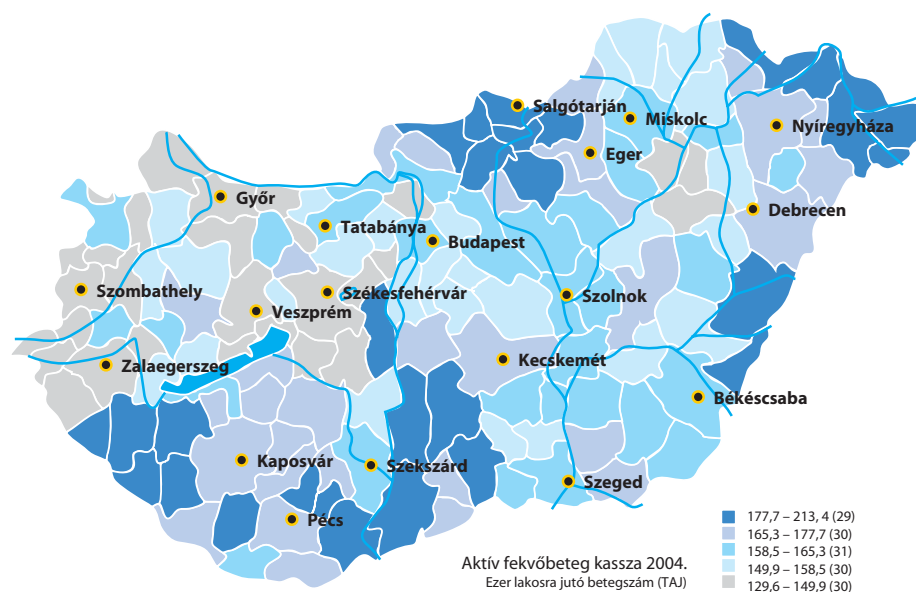 Salgótarján
Miskolc
Nyíregyháza
Eger
Győr
Debrecen
Tatabánya
Budapest
Szombathely
Székesfehérvár
Szolnok
Veszprém
Kecskemét
Zalaegerszeg
Békéscsaba
Kaposvár
Szekszárd
Szeged
Pécs
177,7 – 213, 4 (29)
165,3 – 177,7 (30)
158,5 – 165,3 (31)
149,9 – 158,5 (30)
129,6 – 149,9 (30)
Aktív fekvőbeteg kassza 2004.
Ezer lakosra jutó betegszám (TAJ)